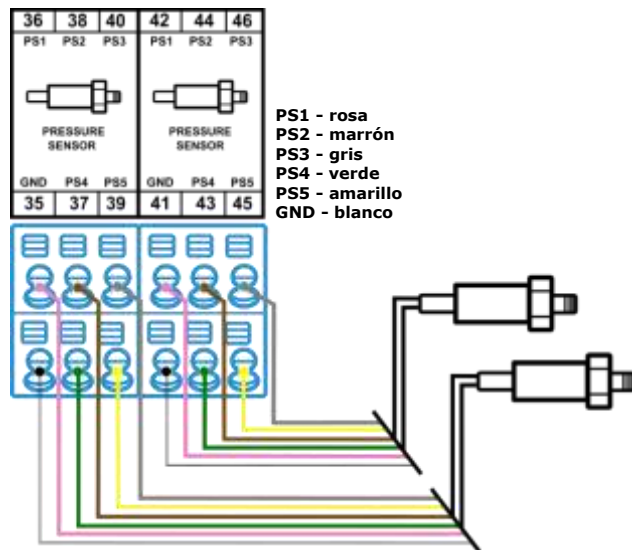 36 38 40 42 44 46
PS1 PS2 PS3 PS1 PS2 PS3
PRESSURE
SENSOR
PRESSURE
SENSOR
GND PS4 PS5 GND PS4 PS5
35 37 39 41 43 45
PS1 - rosa
PS2 - marrón
PS3 - gris
PS4 - verde
PS5 - amarillo
GND - blanco